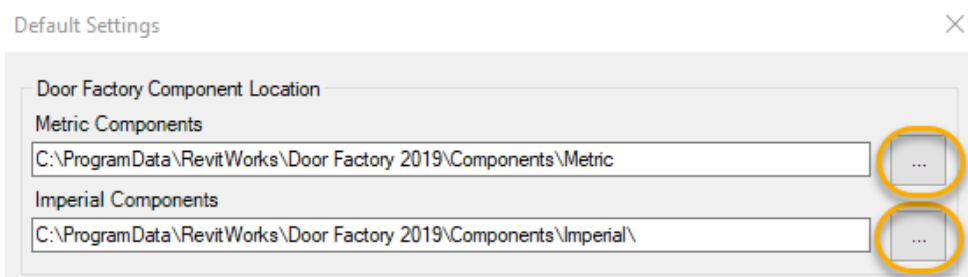 Default Settings
Door Factory Component Location
Metric Components
C:\ProgramData\RevitWorks\Door Factory 2019\Components\Metric
...
Imperial Components
C:\ProgramData\RevitWorks\Door Factory 2019\Components\Imperial\
...